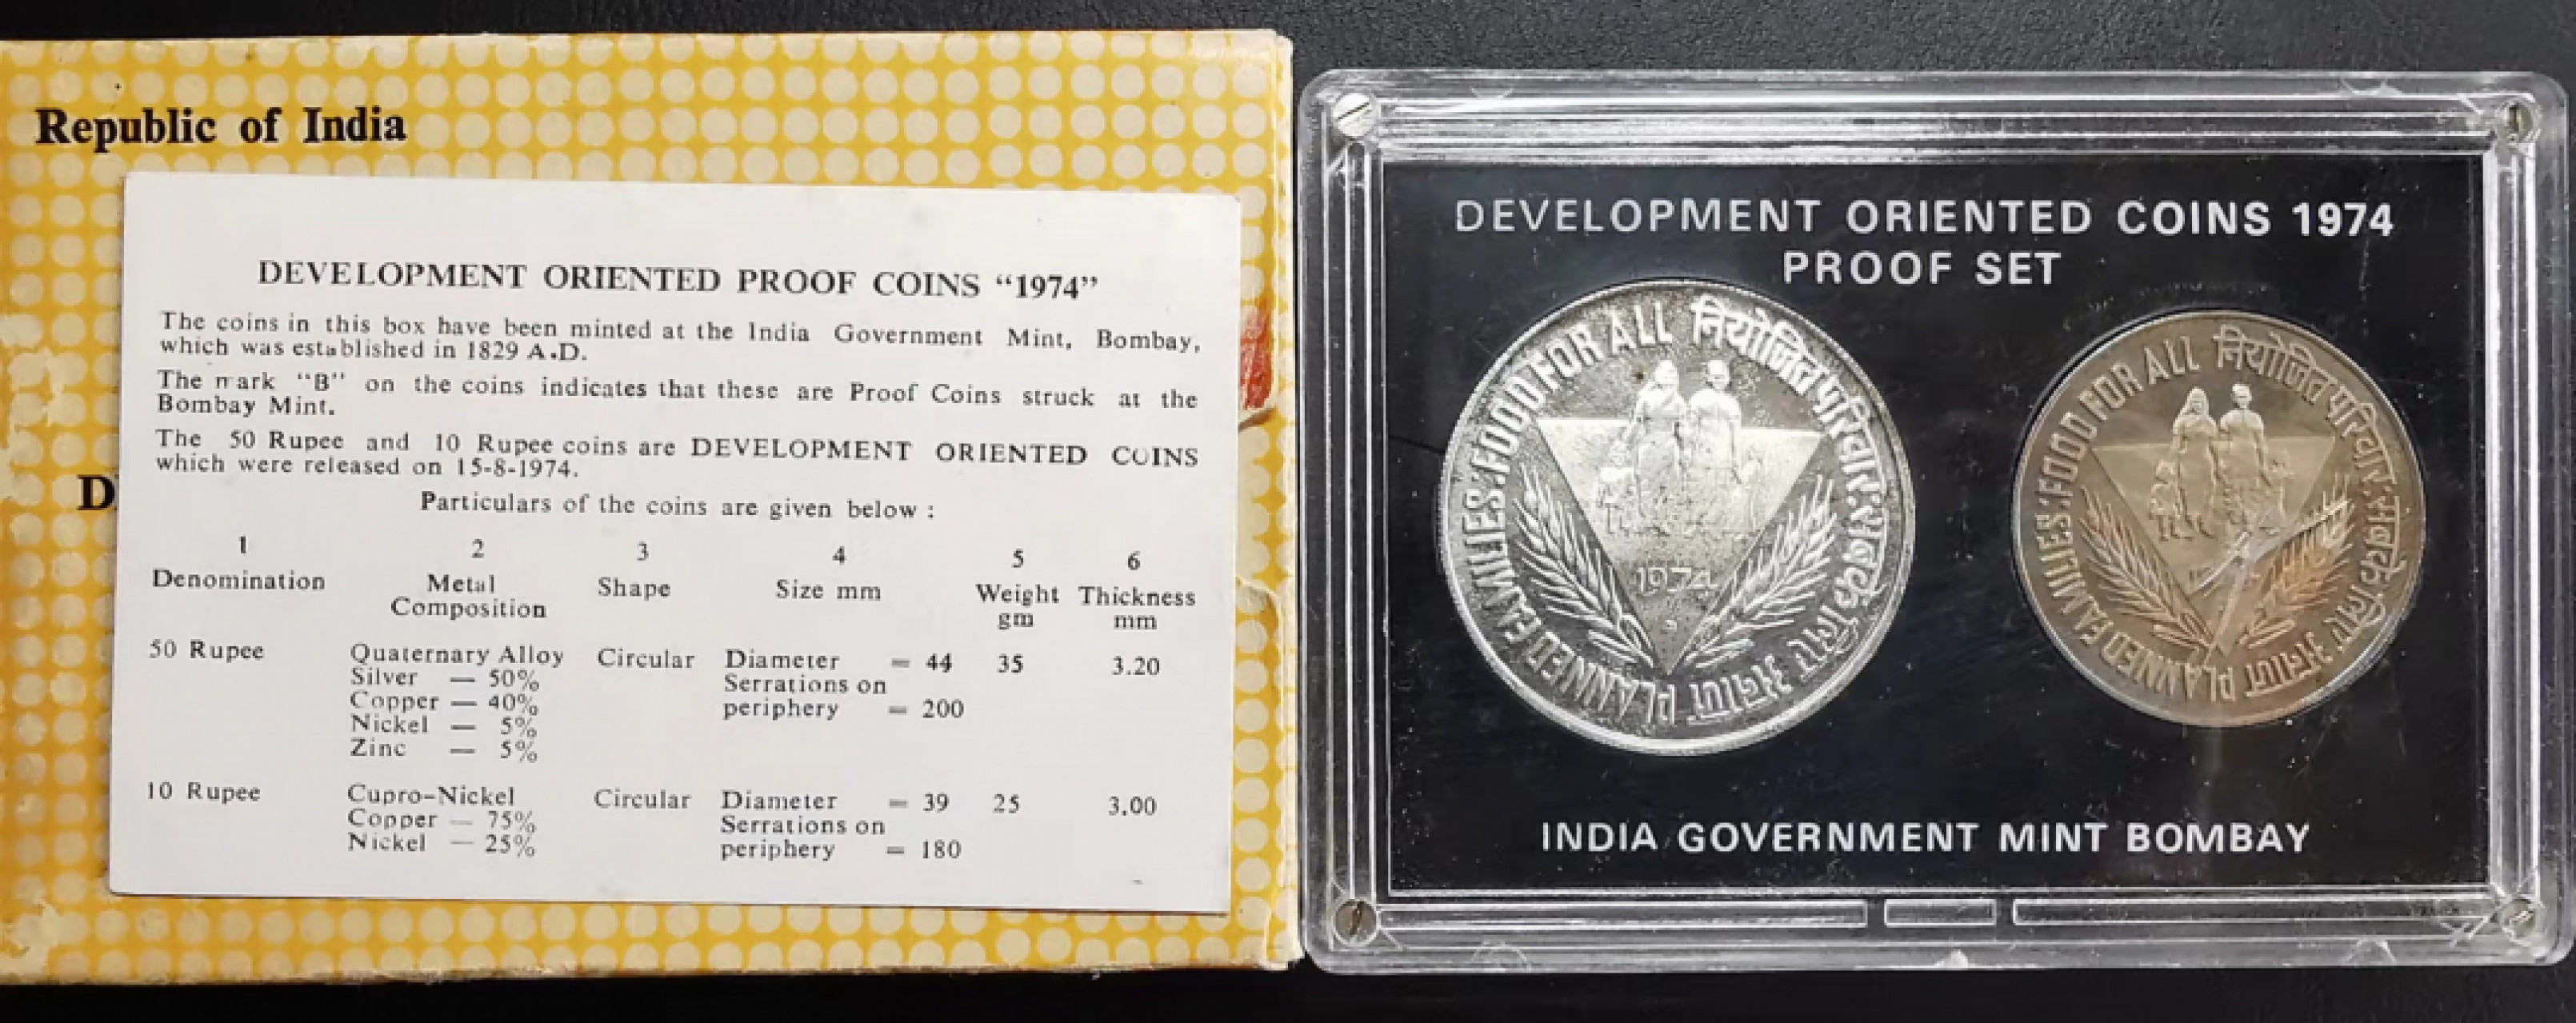 Republic of India
D
DEVELOPMENT ORIENTED PROOF COINS “1974”
The coins in this box have been minted at the India Government Mint, Bombay,
which was established in 1829 A.D.
The mark “B” on the coins indicates that these are Proof Coins struck at the
Bombay Mint.
The 50 Rupee and 10 Rupee coins are DEVELOPMENT ORIENTED COINS
which were released on 15-8-1974.
Particulars of the coins are given below :
1 2 3 4 5 6
Denomination Metal Composition Shape Size mm Weight gm Thickness mm
50 Rupee Quaternary Alloy Circular Diameter = 44 35 3.20
Silver — 50% Serrations on
Copper — 40% periphery = 200
Nickel — 5%
Zinc — 5%
10 Rupee Cupro-Nickel Circular Diameter = 39 25 3.00
Copper — 75% Serrations on
Nickel — 25% periphery = 180
DEVELOPMENT ORIENTED COINS 1974
PROOF SET
PLANNED FAMILIES: FOOD FOR ALL
नियोजित परिवार: सबके लिए अनाज
1974
PLANNED FAMILIES: FOOD FOR ALL
नियोजित परिवार: सबके लिए अनाज
INDIA GOVERNMENT MINT BOMBAY